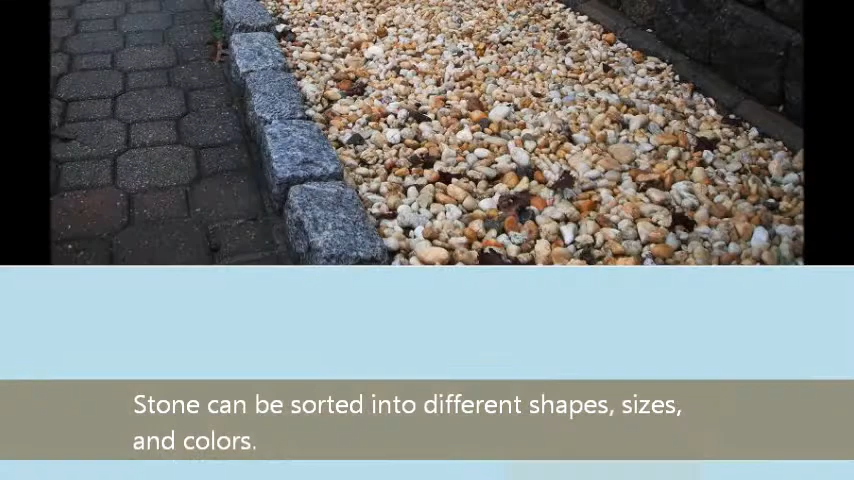 Stone can be sorted into different shapes, sizes,
and colors.